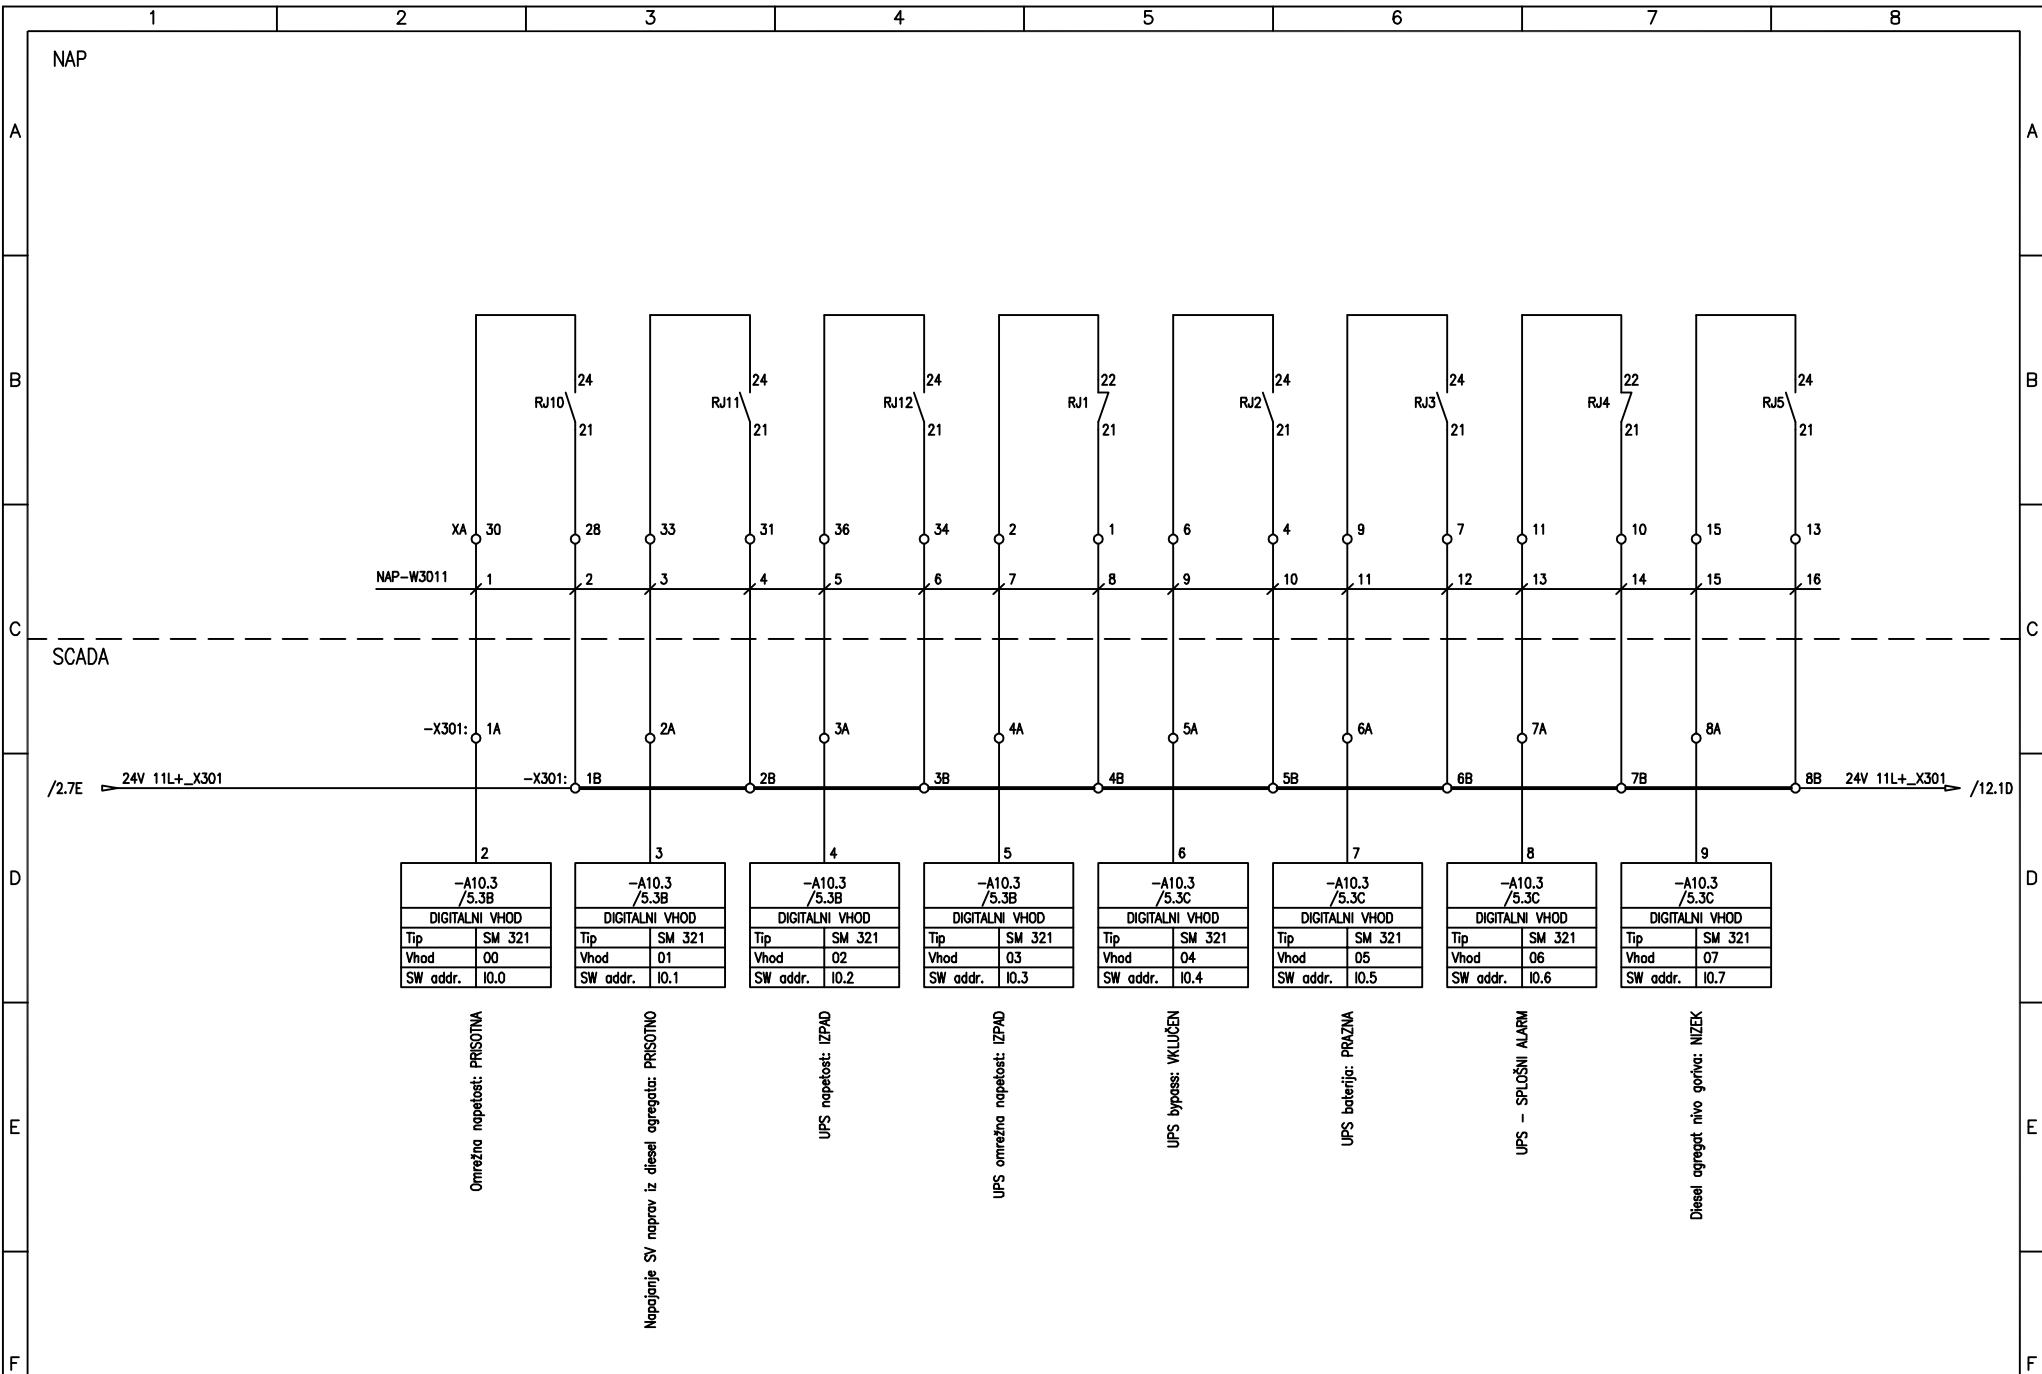 1 2 3 4 5 6 7 8
NAP
A A
B B
24 24 24 22 24 24 22 24
RJ10 RJ11 RJ12 RJ1 RJ2 RJ3 RJ4 RJ5
21 21 21 21 21 21 21 21
XA 30 28 33 31 36 34 2 1 6 4 9 7 11 10 15 13
NAP-W3011 1 2 3 4 5 6 7 8 9 10 11 12 13 14 15 16
C C
SCADA
-X301: 1A 2A 3A 4A 5A 6A 7A 8A
/2.7E 24V 11L+_X301 -X301: 1B 2B 3B 4B 5B 6B 7B 8B 24V 11L+_X301 /12.1D
2 3 4 5 6 7 8 9
D D
-A10.3 -A10.3 -A10.3 -A10.3 -A10.3 -A10.3 -A10.3 -A10.3
/5.3B /5.3B /5.3B /5.3B /5.3C /5.3C /5.3C /5.3C
DIGITALNI VHOD DIGITALNI VHOD DIGITALNI VHOD DIGITALNI VHOD DIGITALNI VHOD DIGITALNI VHOD DIGITALNI VHOD DIGITALNI VHOD
Tip SM 321 Tip SM 321 Tip SM 321 Tip SM 321 Tip SM 321 Tip SM 321 Tip SM 321 Tip SM 321
Vhod 00 Vhod 01 Vhod 02 Vhod 03 Vhod 04 Vhod 05 Vhod 06 Vhod 07
SW addr. I0.0 SW addr. I0.1 SW addr. I0.2 SW addr. I0.3 SW addr. I0.4 SW addr. I0.5 SW addr. I0.6 SW addr. I0.7
Omrežna napetost: PRISOTNA
Napajanje SV naprav iz diesel agregata: PRISOTNO
UPS napetost: IZPAD
UPS omrežna napetost: IZPAD
UPS bypass: VKLUČEN
UPS baterija: PRAZNA
UPS - SPLOŠNI ALARM
Diesel agregat nivo goriva: NIZEK
E E
F F